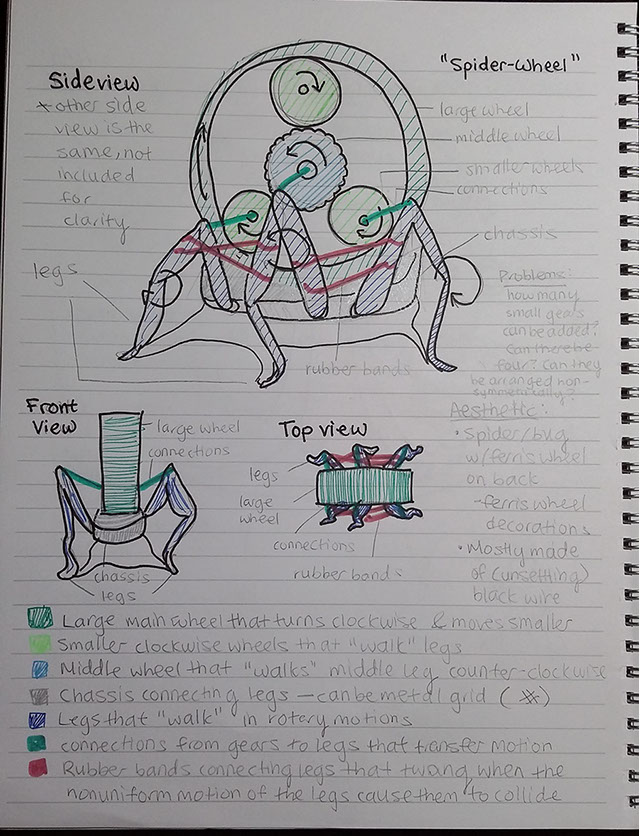 Sideview
* other side
view is the
same, not
included
for
clarity
"Spider-Wheel"
large wheel
middle wheel
smaller wheels
connections
chassis
legs
rubber bands
Problems:
how many
small gears
can be added?
Can there be
four? Can they
be arranged non-
symmetrically?
Front
View
large wheel
connections
chassis
legs
Top view
legs
large
wheel
connections
rubber bands
Aesthetic:
• Spider/bug
w/ferris wheel
on back
- ferris wheel
decorations
• Mostly made
of (unsettling)
black wire
Large main wheel that turns clockwise & moves smaller
Smaller clockwise wheels that "walk" legs
Middle wheel that "walks" middle leg counter-clockwise
Chassis connecting legs — can be metal grid (#)
Legs that "walk" in rotary motions
connections from gears to legs that transfer motion
Rubber bands connecting legs that twang when the
nonuniform motion of the legs cause them to collide